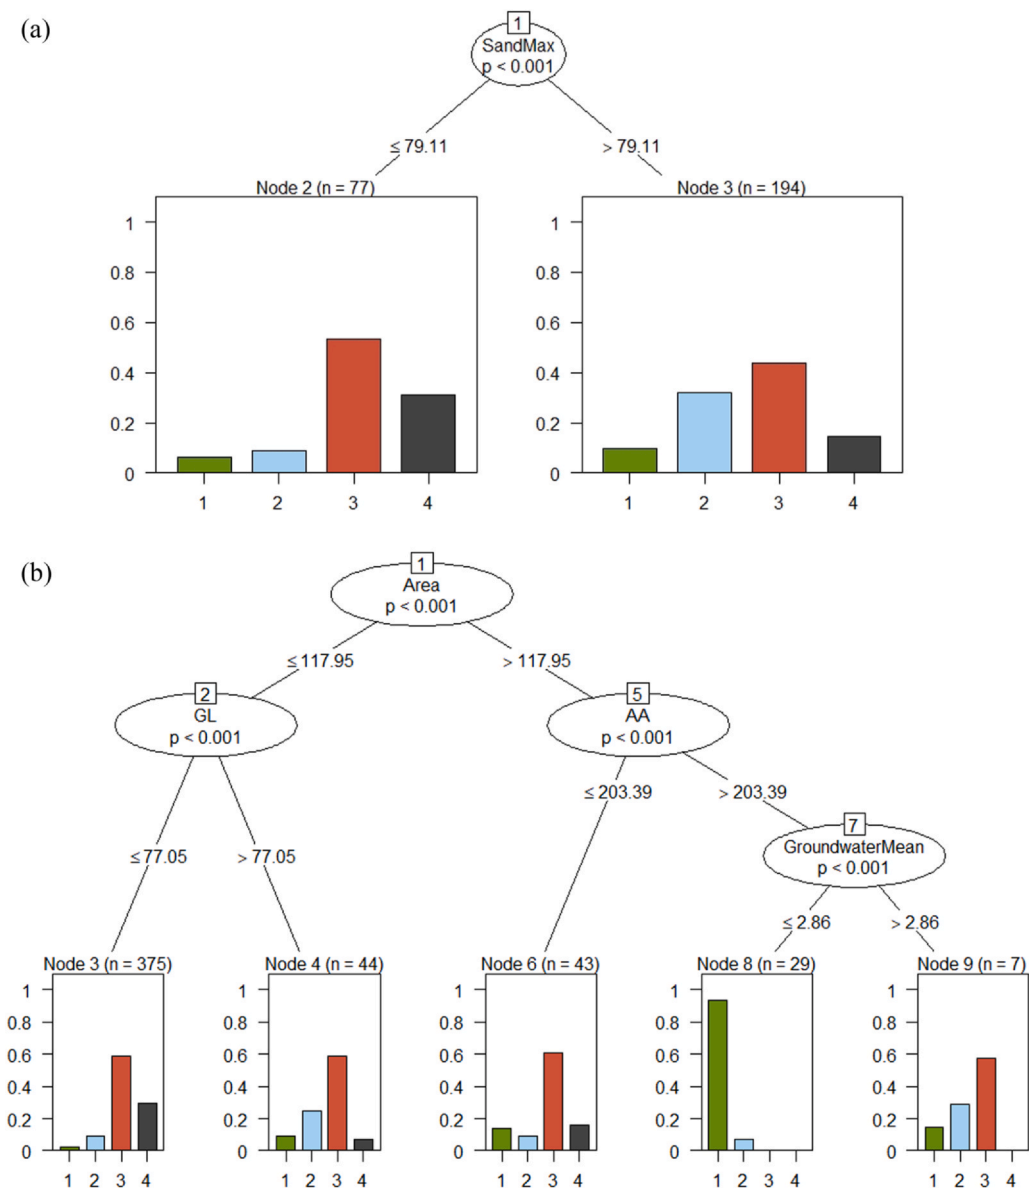 (a)
1
SandMax
p < 0.001
≤ 79.11
> 79.11
Node 2 (n = 77)
Node 3 (n = 194)
1
0.8
0.6
0.4
0.2
0
1 2 3 4
1
0.8
0.6
0.4
0.2
0
1 2 3 4
(b)
1
Area
p < 0.001
≤ 117.95
> 117.95
2
GL
p < 0.001
5
AA
p < 0.001
≤ 203.39
> 203.39
7
GroundwaterMean
p < 0.001
≤ 77.05
> 77.05
≤ 2.86
> 2.86
Node 3 (n = 375)
1
0.8
0.6
0.4
0.2
0
1 2 3 4
Node 4 (n = 44)
1
0.8
0.6
0.4
0.2
0
1 2 3 4
Node 6 (n = 43)
1
0.8
0.6
0.4
0.2
0
1 2 3 4
Node 8 (n = 29)
1
0.8
0.6
0.4
0.2
0
1 2 3 4
Node 9 (n = 7)
1
0.8
0.6
0.4
0.2
0
1 2 3 4